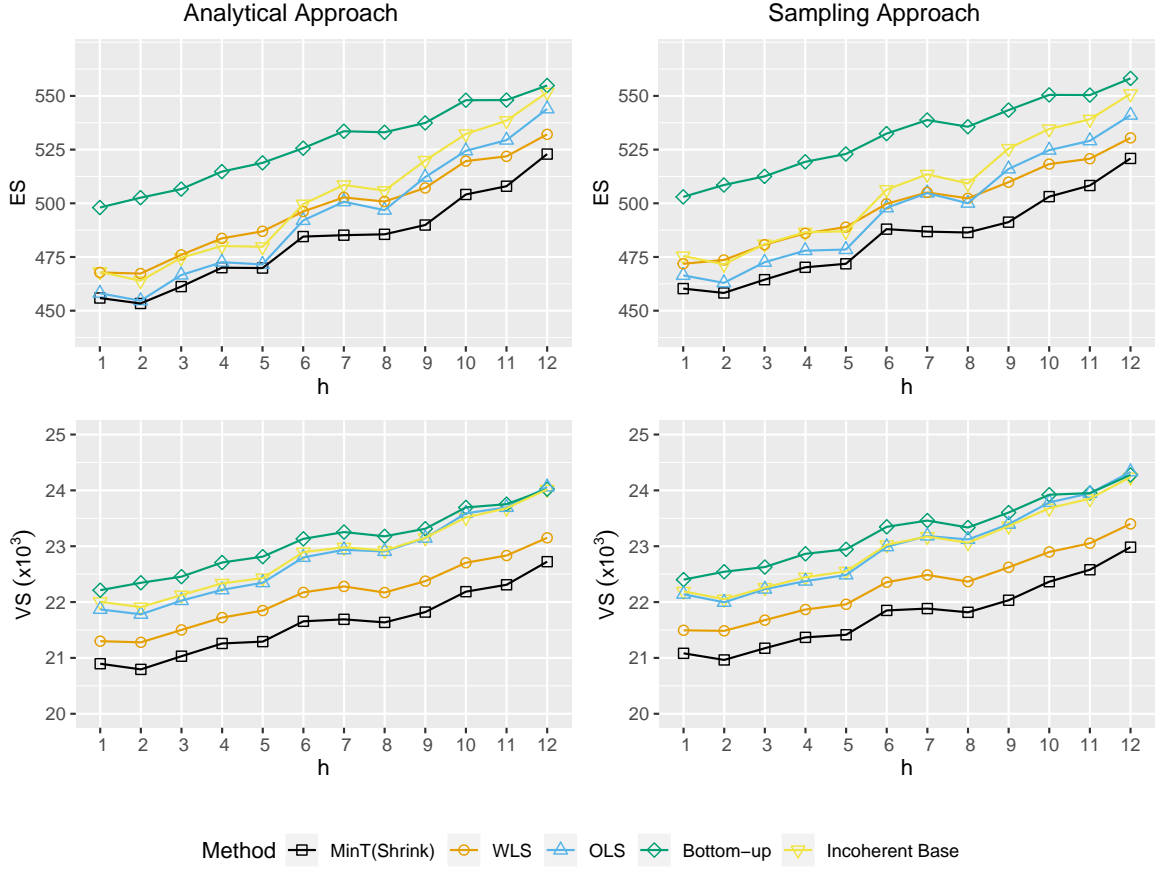 Analytical Approach
Sampling Approach
ES
550
525
500
475
450
1 2 3 4 5 6 7 8 9 10 11 12
h
ES
550
525
500
475
450
1 2 3 4 5 6 7 8 9 10 11 12
h
VS (x10³)
25
24
23
22
21
20
1 2 3 4 5 6 7 8 9 10 11 12
h
VS (x10³)
25
24
23
22
21
20
1 2 3 4 5 6 7 8 9 10 11 12
h
Method MinT(Shrink) WLS OLS Bottom−up Incoherent Base